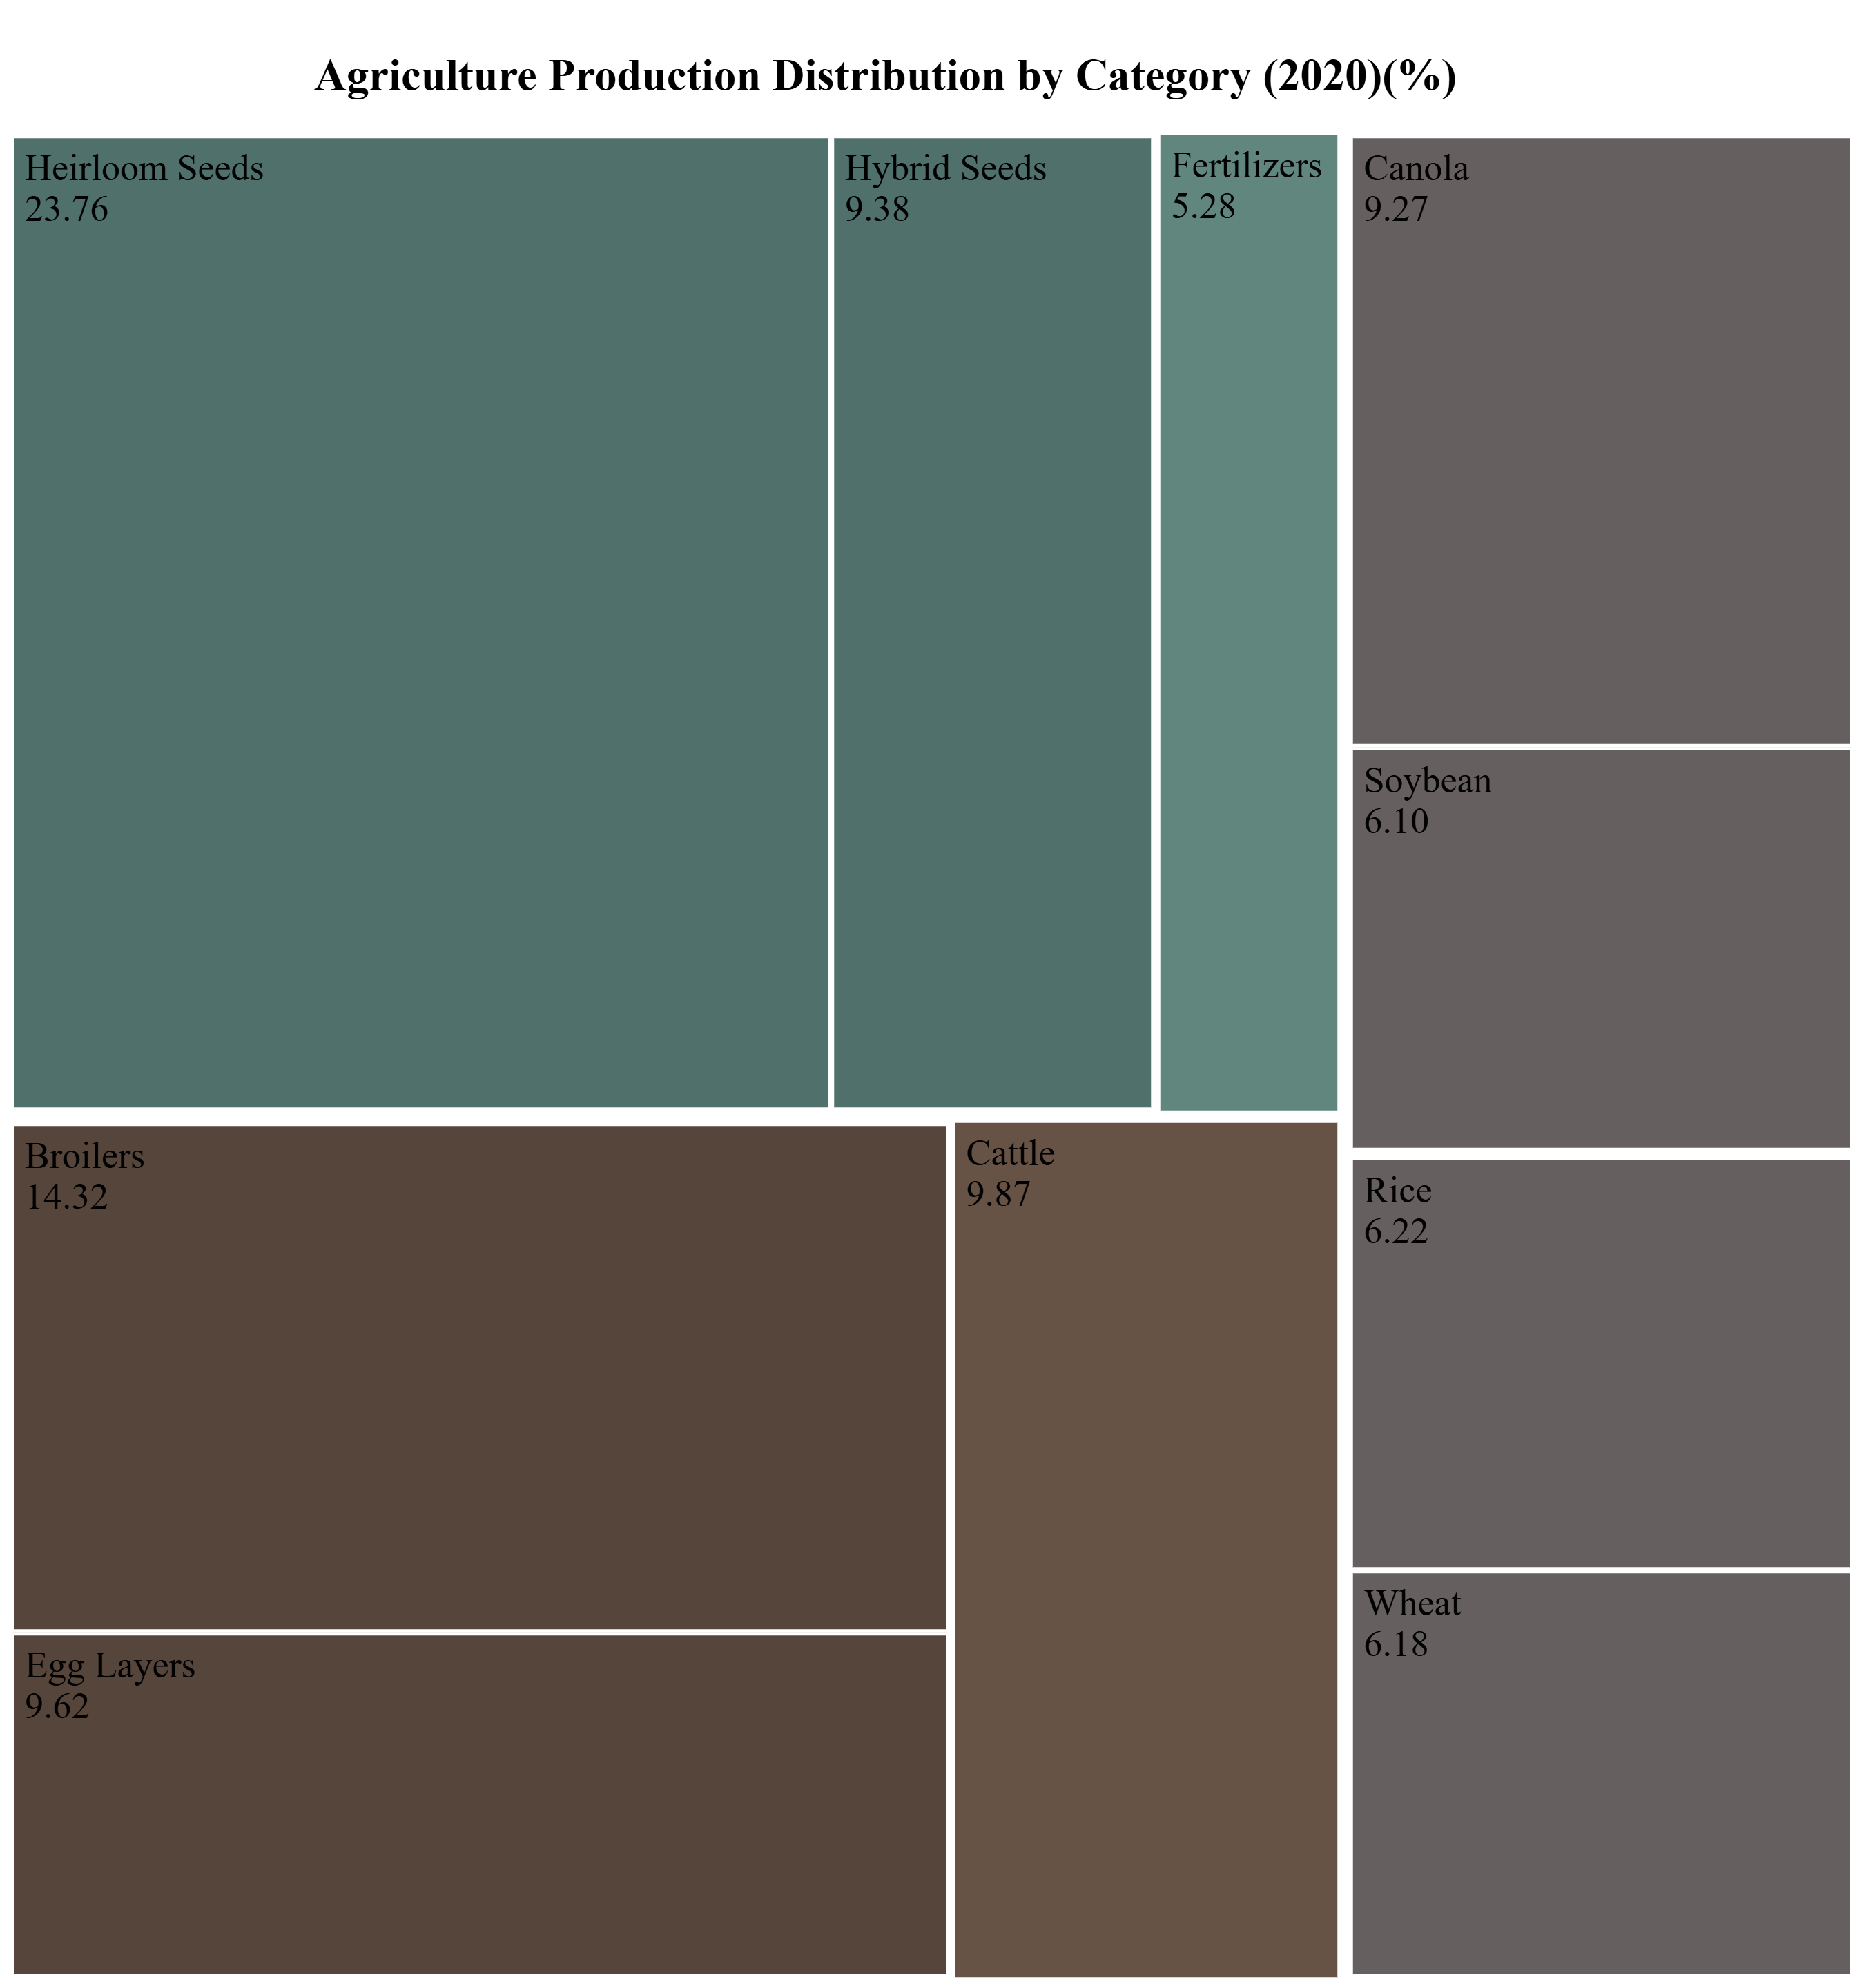 Agriculture Production Distribution by Category (2020)(%)
Heirloom Seeds
23.76
Hybrid Seeds
9.38
Fertilizers
5.28
Canola
9.27
Soybean
6.10
Broilers
14.32
Cattle
9.87
Rice
6.22
Wheat
6.18
Egg Layers
9.62